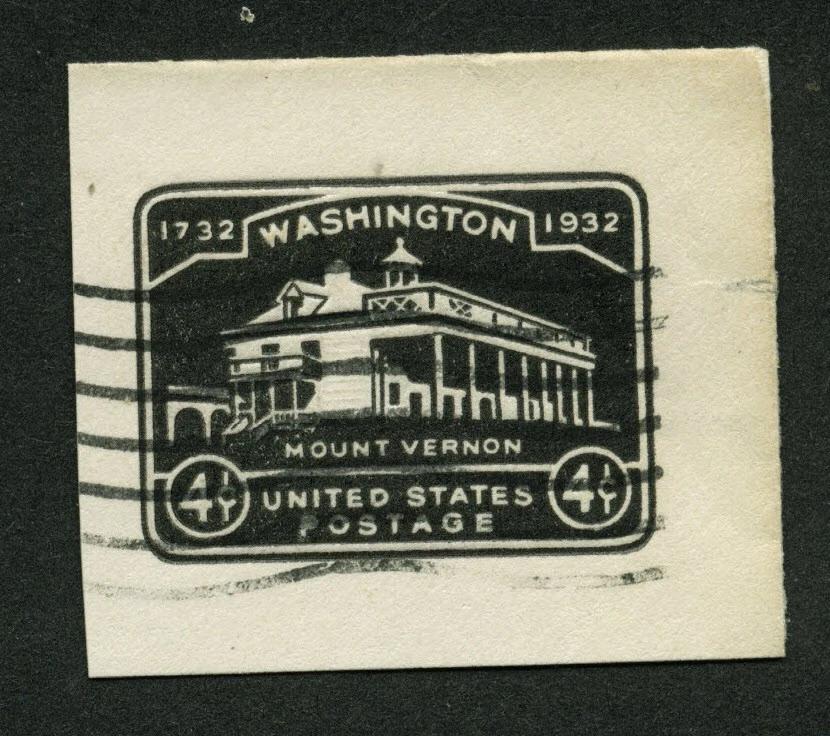 1732 WASHINGTON 1932
MOUNT VERNON
4¢ UNITED STATES 4¢
POSTAGE